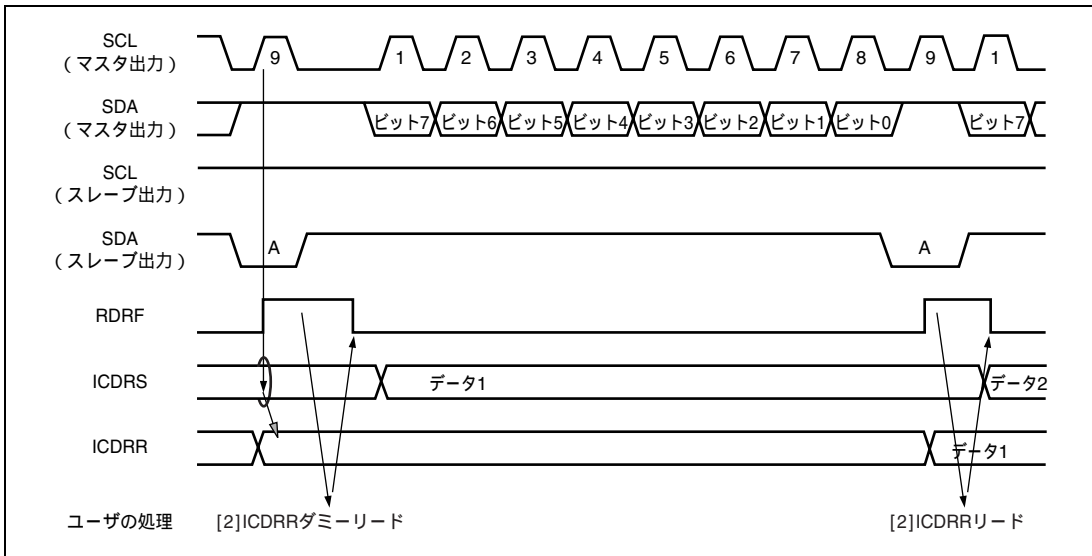 SCL
(マスタ出力)
9 1 2 3 4 5 6 7 8 9 1
SDA
(マスタ出力)
ビット7 ビット6 ビット5 ビット4 ビット3 ビット2 ビット1 ビット0 ビット7
SCL
(スレーブ出力)
SDA
(スレーブ出力)
A A
RDRF
ICDRS
データ1 データ2
ICDRR
データ1
ユーザの処理 [2]ICDRRダミーリード [2]ICDRRリード